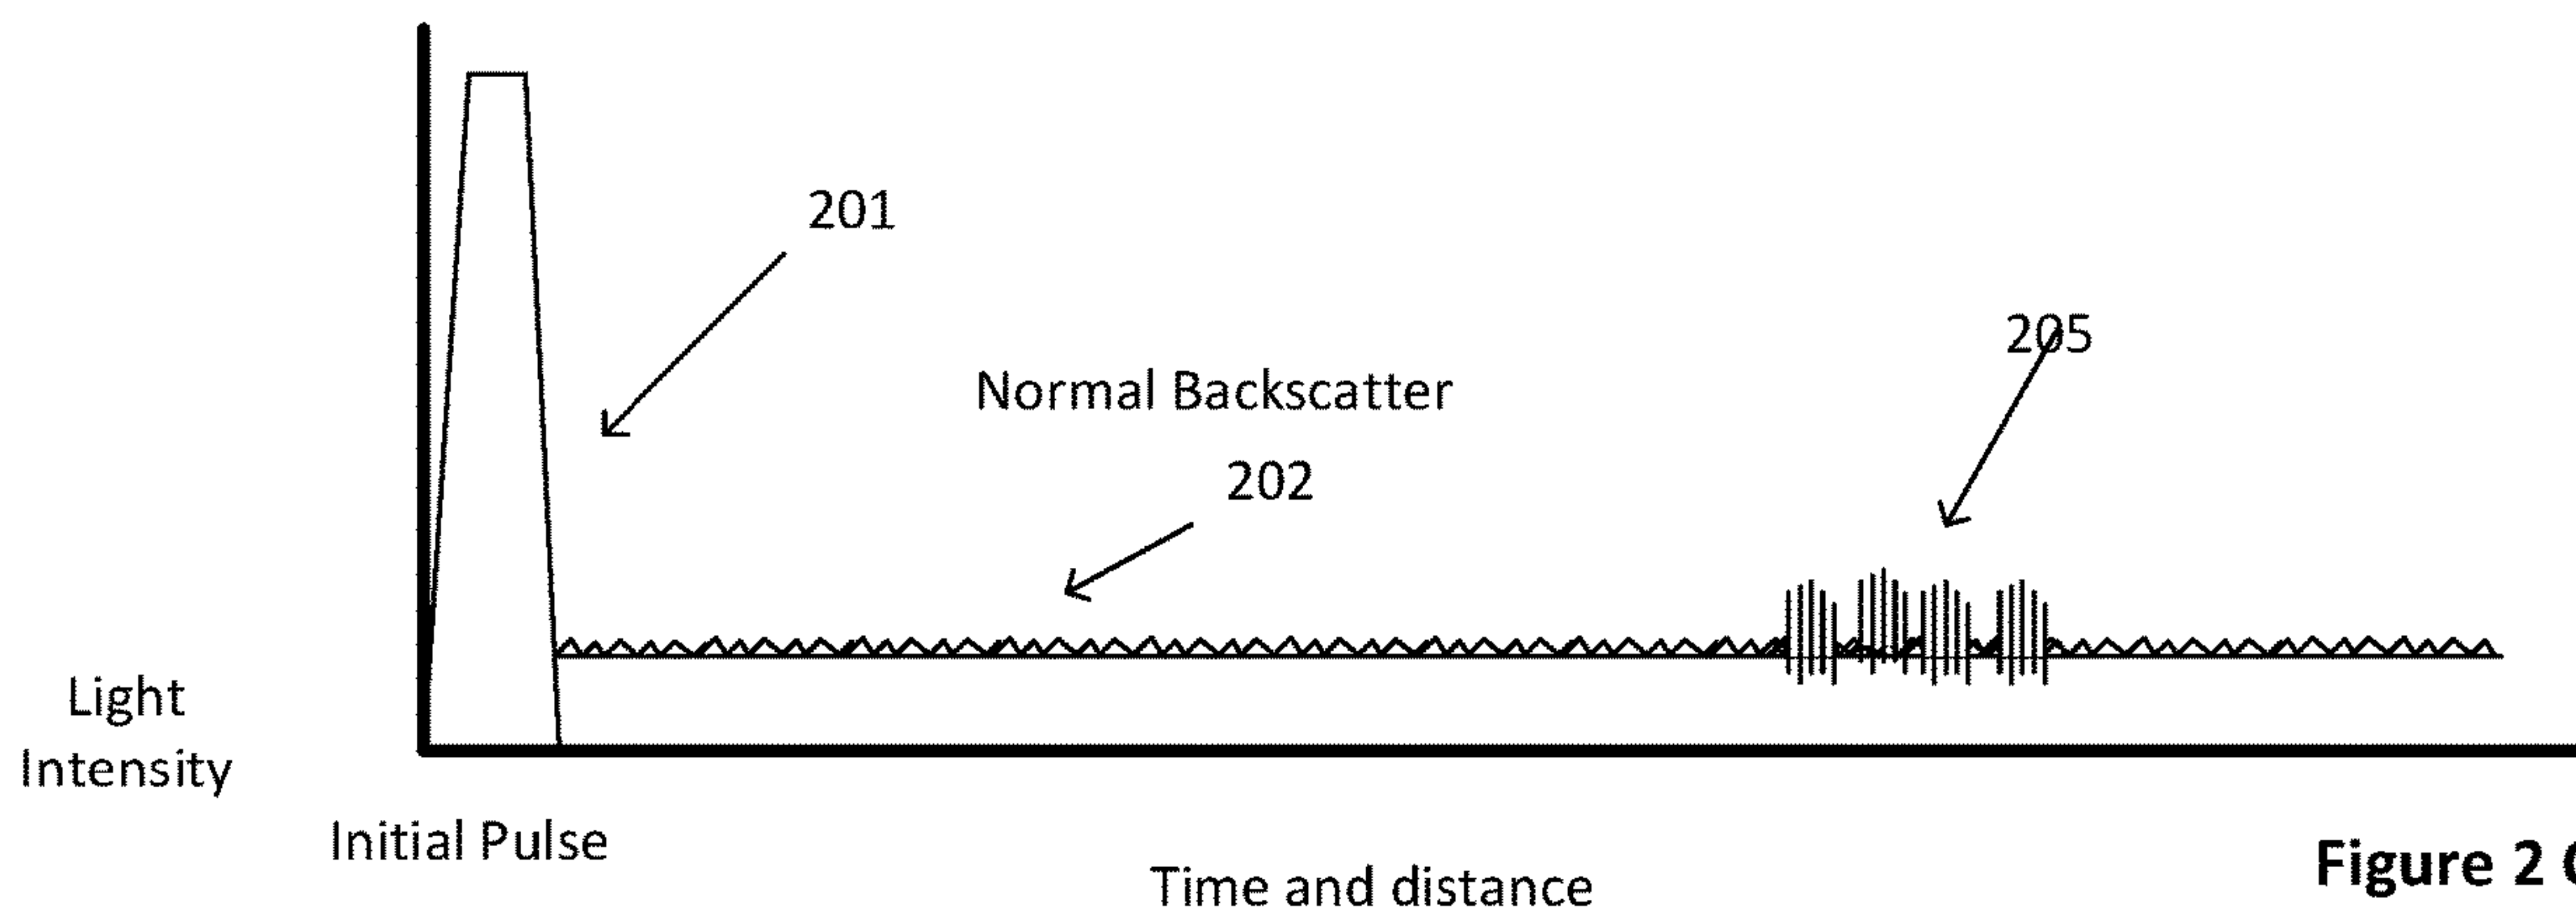 201
205
Normal Backscatter
202
Light
Intensity
Initial Pulse
Time and distance
Figure 2